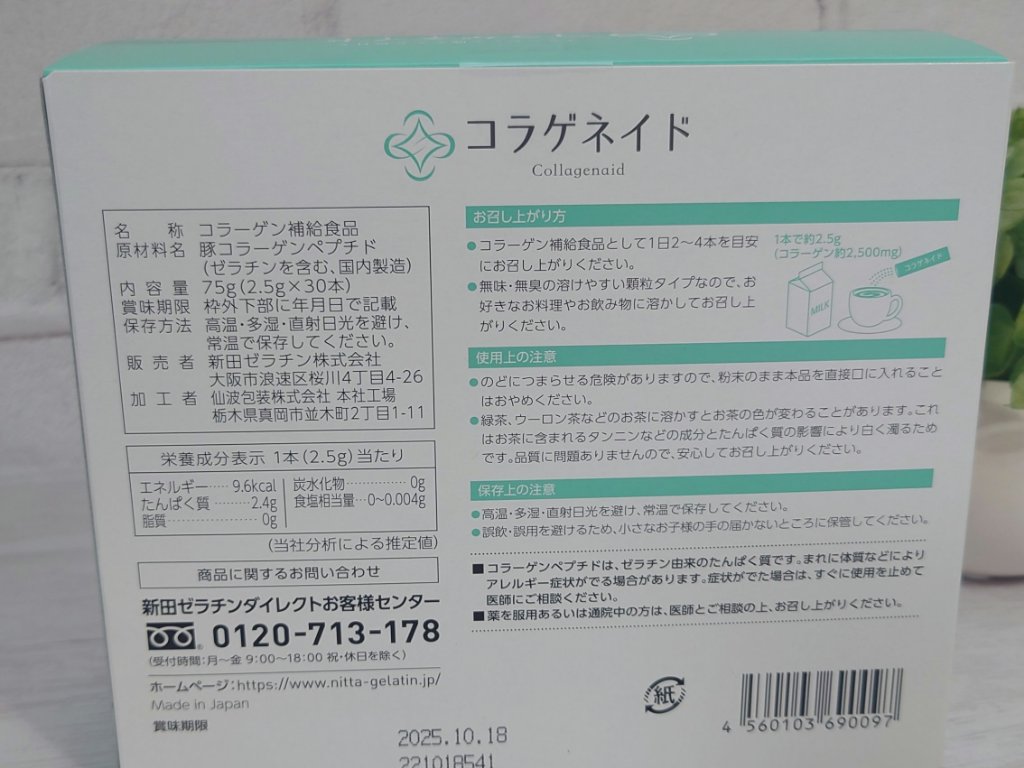 コラゲネイド
Collagenaid
名 称 コラーゲン補給食品
原材料名 豚コラーゲンペプチド
(ゼラチンを含む、国内製造)
内 容 量 75g(2.5g×30本)
賞味期限 枠外下部に年月日で記載
保存方法 高温・多湿・直射日光を避け、
常温で保存してください。
販 売 者 新田ゼラチン株式会社
大阪市浪速区桜川4丁目4-26
加 工 者 仙波包装株式会社 本社工場
栃木県真岡市並木町2丁目1-11
栄養成分表示 1本(2.5g)当たり
エネルギー……9.6kcal
たんぱく質………2.4g
脂質………………0g
炭水化物……………0g
食塩相当量…0~0.004g
(当社分析による推定値)
商品に関するお問い合わせ
新田ゼラチンダイレクトお客様センター
0120-713-178
(受付時間:月~金 9:00~18:00 祝・休日を除く)
ホームページ:https://www.nitta-gelatin.jp/
Made in Japan
賞味期限
2025.10.18
221018541
お召し上がり方
●コラーゲン補給食品として1日2~4本を目安
にお召し上がりください。
●無味・無臭の溶けやすい顆粒タイプなので、お
好きなお料理やお飲み物に溶かしてお召し上
がりください。
1本で約2.5g
(コラーゲン約2,500mg)
コラゲネイド
MILK
使用上の注意
●のどにつまらせる危険がありますので、粉末のまま本品を直接口に入れること
はおやめください。
●緑茶、ウーロン茶などのお茶に溶かすとお茶の色が変わることがあります。これ
はお茶に含まれるタンニンなどの成分とたんぱく質の影響により白く濁るため
です。品質に問題ありませんので、安心してお召し上がりください。
保存上の注意
●高温・多湿・直射日光を避け、常温で保存してください。
●誤飲・誤用を避けるため、小さなお子様の手の届かないところに保管してください。
■コラーゲンペプチドは、ゼラチン由来のたんぱく質です。まれに体質などにより
アレルギー症状がでる場合があります。症状がでた場合は、すぐに使用を止めて
医師にご相談ください。
■薬を服用あるいは通院中の方は、医師とご相談の上、お召し上がりください。
紙
4 560103 690097